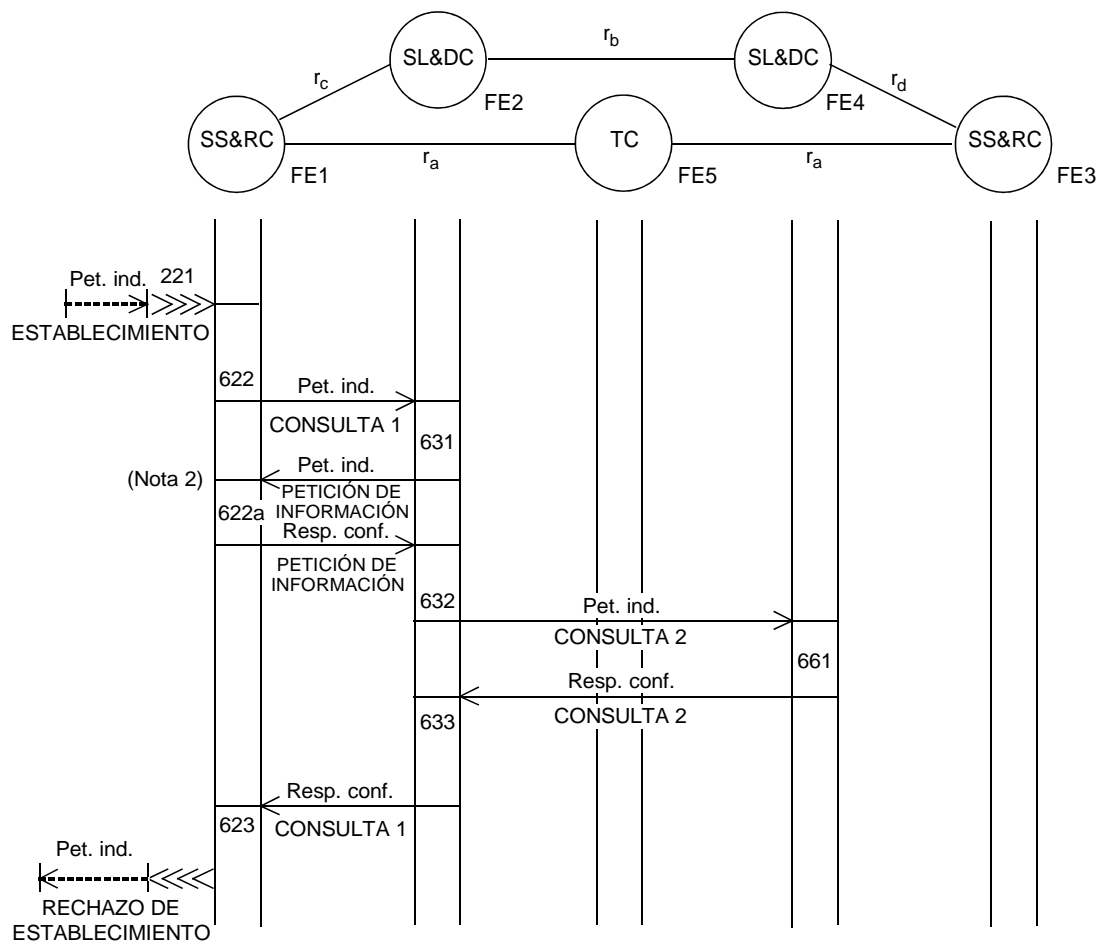 SL&DC
r_b
SL&DC
r_c
FE2
FE4
r_d
SS&RC
TC
SS&RC
r_a
r_a
FE1
FE5
FE3
Pet. ind.
221
ESTABLECIMIENTO
622
Pet. ind.
CONSULTA 1
631
(Nota 2)
Pet. ind.
PETICIÓN DE
INFORMACIÓN
622a
Resp. conf.
PETICIÓN DE
INFORMACIÓN
632
Pet. ind.
CONSULTA 2
661
Resp. conf.
CONSULTA 2
633
Resp. conf.
623
CONSULTA 1
Pet. ind.
RECHAZO DE
ESTABLECIMIENTO